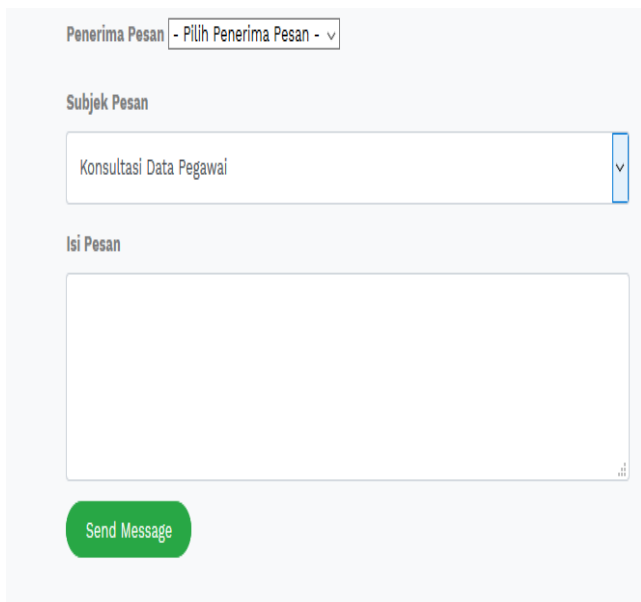 Penerima Pesan - Pilih Penerima Pesan -
Subjek Pesan
Konsultasi Data Pegawai
Isi Pesan
Send Message